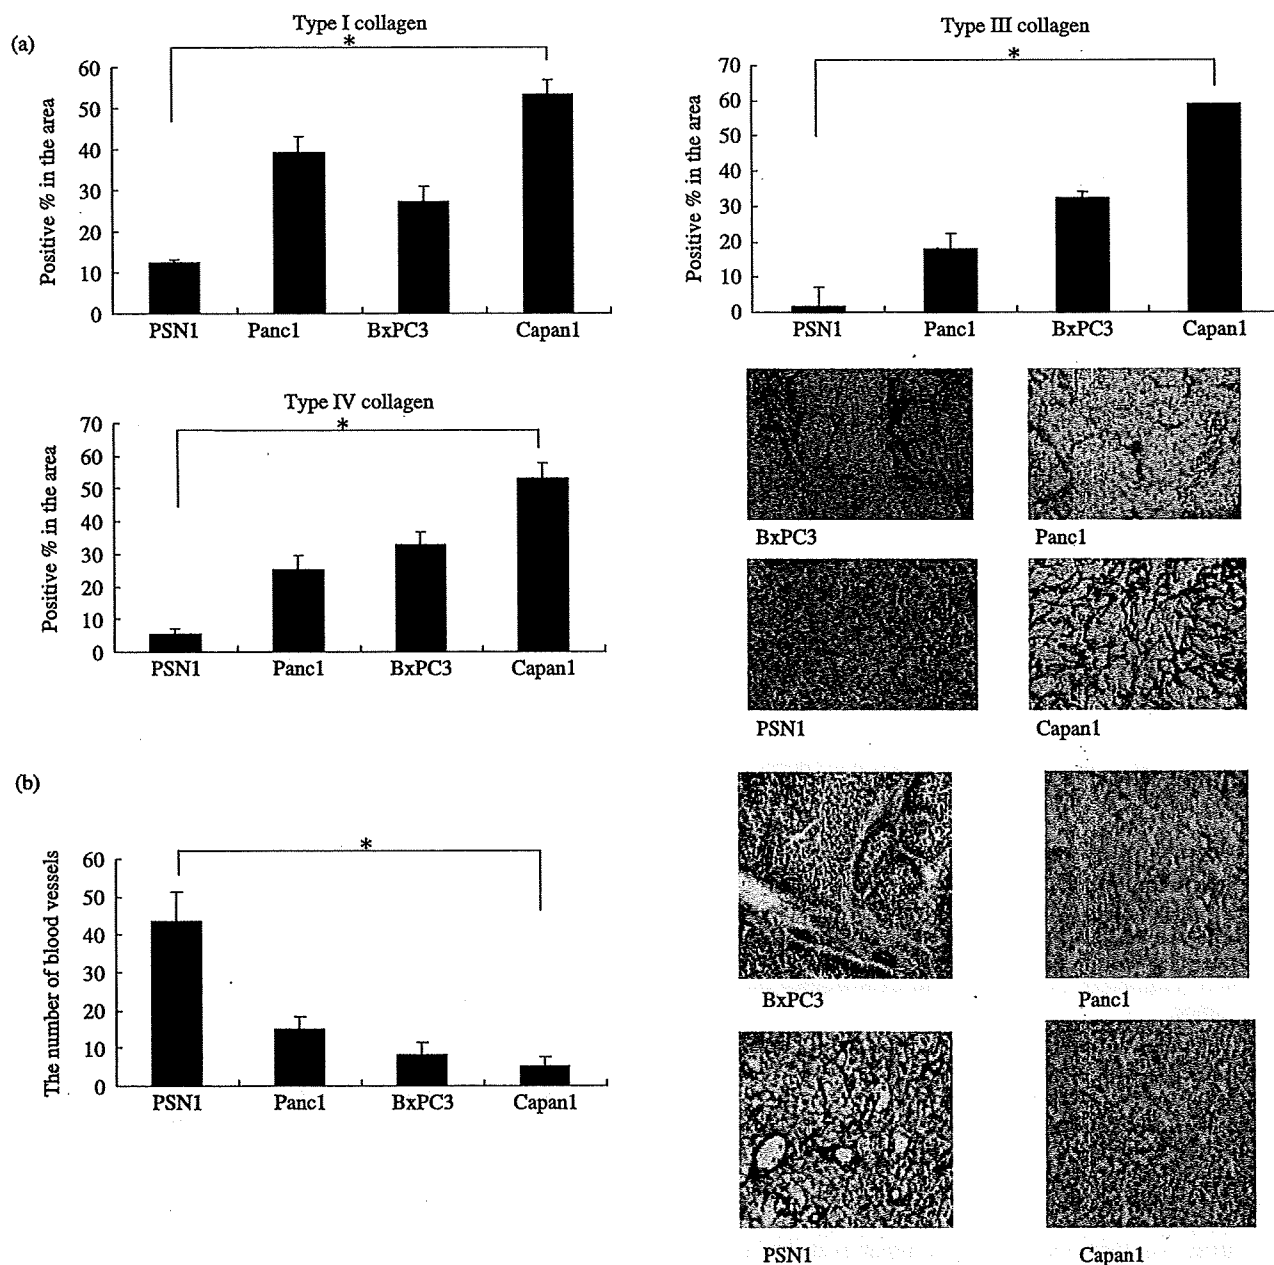 (a)
Type I collagen
*
Positive % in the area
60
50
40
30
20
10
0
PSN1 Panc1 BxPC3 Capan1
Type III collagen
*
Positive % in the area
70
60
50
40
30
20
10
0
PSN1 Panc1 BxPC3 Capan1
Type IV collagen
*
Positive % in the area
70
60
50
40
30
20
10
0
PSN1 Panc1 BxPC3 Capan1
BxPC3 Panc1
PSN1 Capan1
(b)
*
The number of blood vessels
60
50
40
30
20
10
0
PSN1 Panc1 BxPC3 Capan1
BxPC3 Panc1
PSN1 Capan1